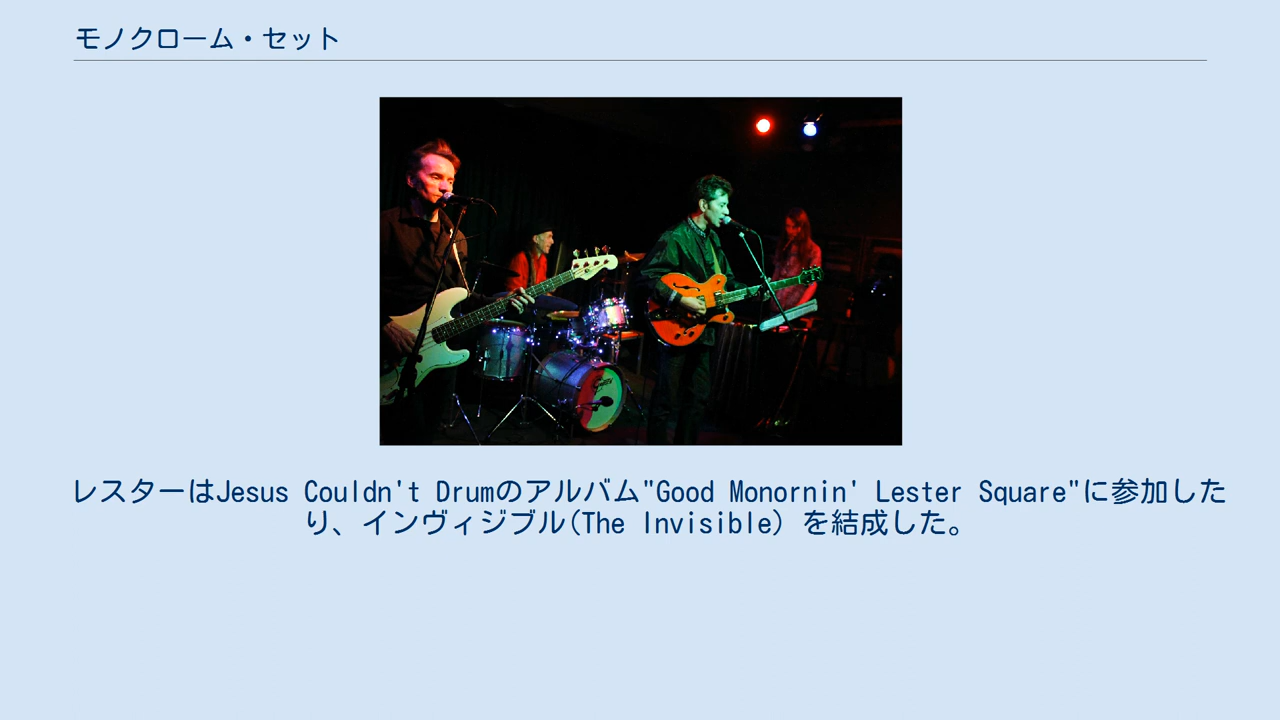 モノクローム・セット
レスターはJesus Couldn't Drumのアルバム"Good Monornin' Lester Square"に参加した
り、インヴィジブル(The Invisible) を結成した。